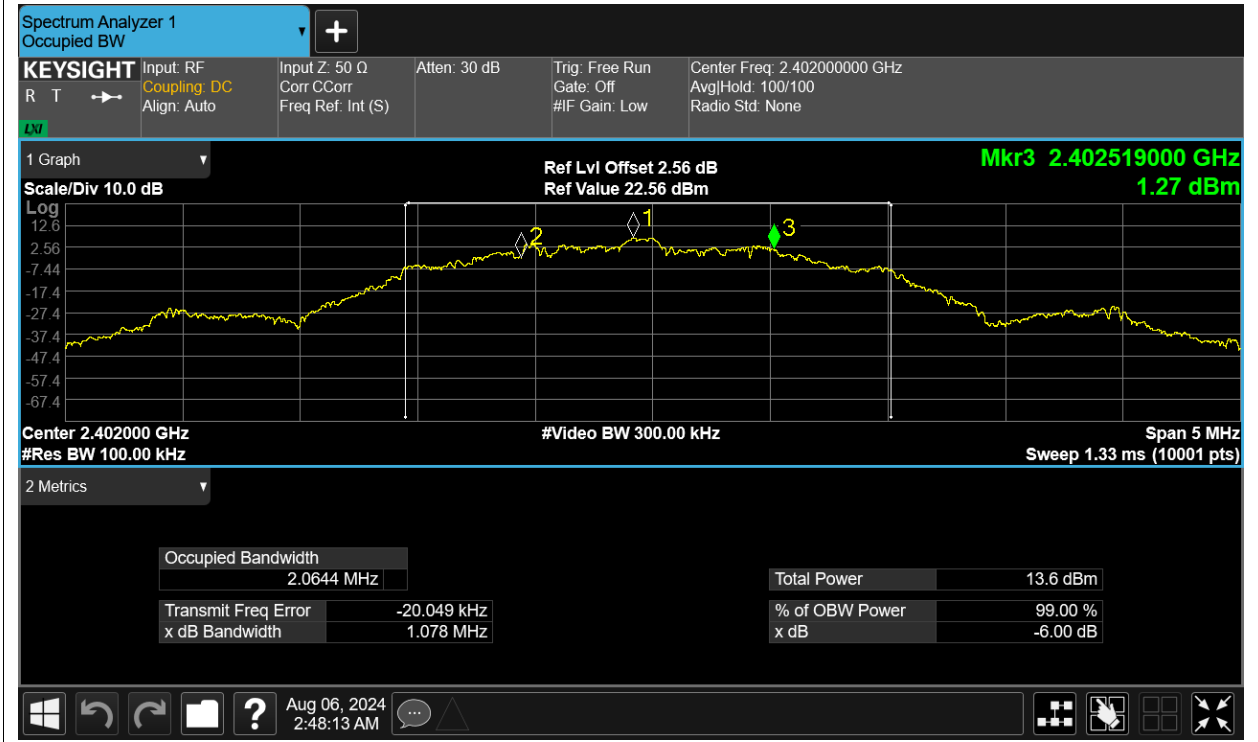 Spectrum Analyzer 1
Occupied BW
KEYSIGHT
R T
LXI
Input: RF
Coupling: DC
Align: Auto
Input Z: 50 Ω
Corr CCorr
Freq Ref: Int (S)
Atten: 30 dB
Trig: Free Run
Gate: Off
#IF Gain: Low
Center Freq: 2.402000000 GHz
Avg|Hold: 100/100
Radio Std: None
1 Graph
Scale/Div 10.0 dB
Ref Lvl Offset 2.56 dB
Ref Value 22.56 dBm
Mkr3 2.402519000 GHz
1.27 dBm
Log
12.6
2.56
-7.44
-17.4
-27.4
-37.4
-47.4
-57.4
-67.4
2
1
3
Center 2.402000 GHz
#Res BW 100.00 kHz
#Video BW 300.00 kHz
Span 5 MHz
Sweep 1.33 ms (10001 pts)
2 Metrics
Occupied Bandwidth
2.0644 MHz
Transmit Freq Error -20.049 kHz
x dB Bandwidth 1.078 MHz
Total Power 13.6 dBm
% of OBW Power 99.00 %
x dB -6.00 dB
?
Aug 06, 2024
2:48:13 AM